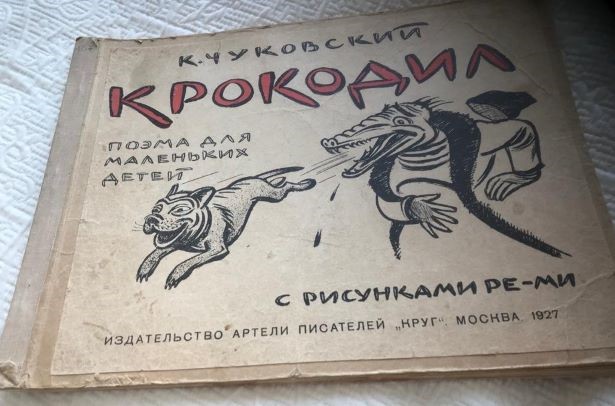 К. ЧУКОВСКИЙ
КРОКОДИЛ
ПОЭМА ДЛЯ
МАЛЕНЬКИХ
ДЕТЕЙ
С РИСУНКАМИ РЕ-МИ
ИЗДАТЕЛЬСТВО АРТЕЛИ ПИСАТЕЛЕЙ „КРУГ“. МОСКВА. 1927